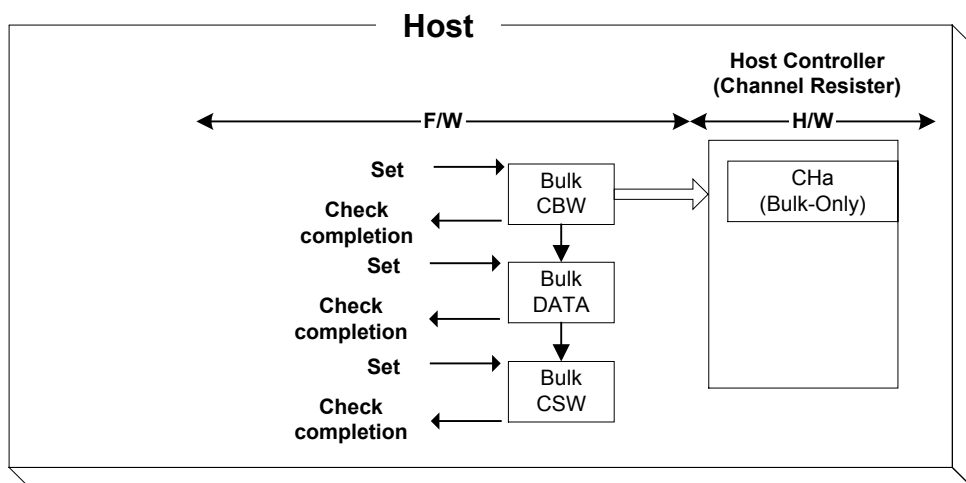 Host
Host Controller
(Channel Resister)
F/W
H/W
Set
Bulk
CBW
CHa
(Bulk-Only)
Check
completion
Set
Bulk
DATA
Check
completion
Set
Bulk
CSW
Check
completion